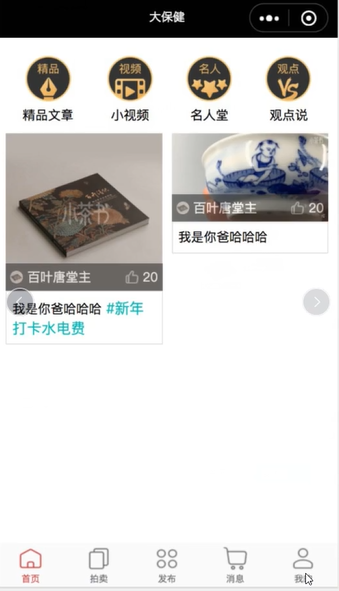 大保健
精品 视频 名人 观点
VS
精品文章 小视频 名人堂 观点说
小茶书
百叶唐堂主 20
我是你爸哈哈哈 #新年
打卡水电费
百叶唐堂主 20
我是你爸哈哈哈
首页 拍卖 发布 消息 我